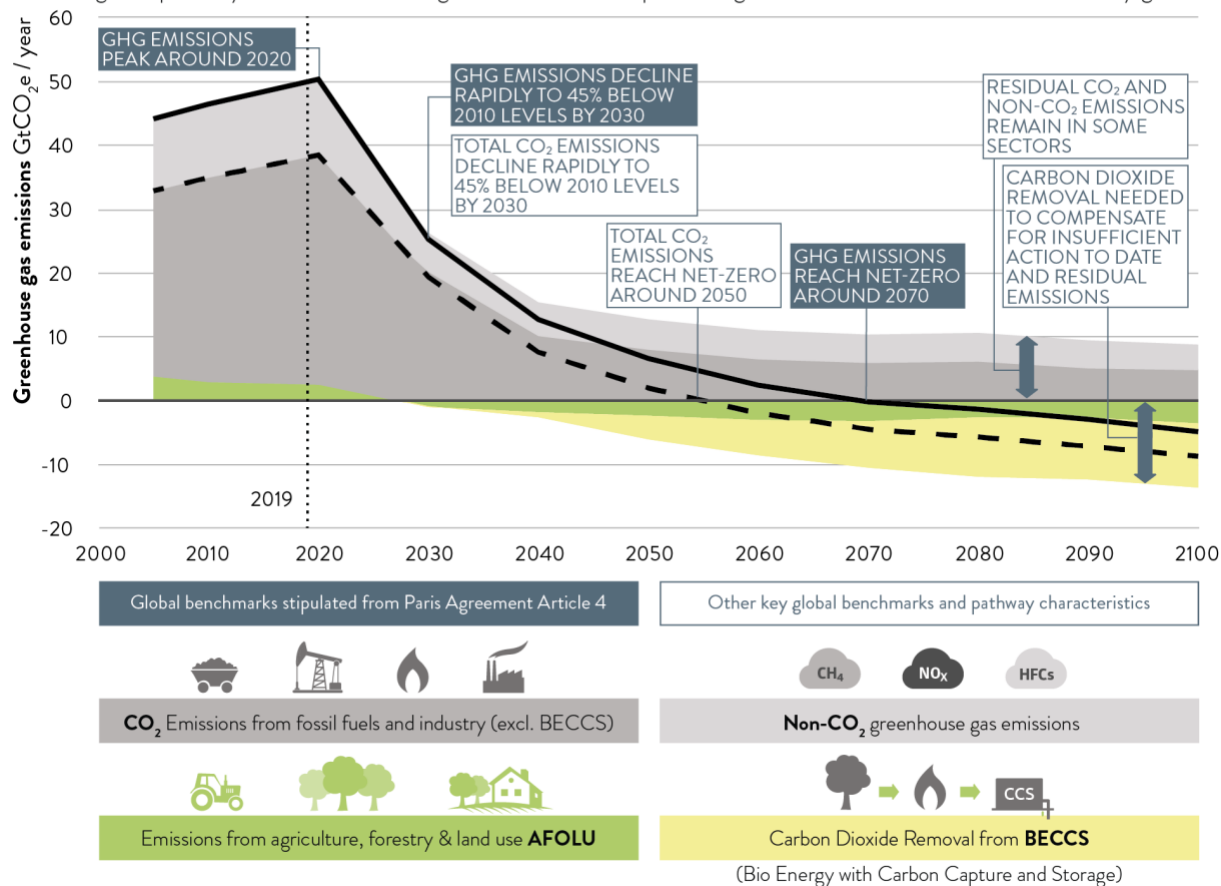 60
50
40
30
20
10
0
-10
-20
Greenhouse gas emissions GtCO₂e / year
GHG EMISSIONS
PEAK AROUND 2020
GHG EMISSIONS DECLINE
RAPIDLY TO 45% BELOW
2010 LEVELS BY 2030
TOTAL CO₂ EMISSIONS
DECLINE RAPIDLY TO
45% BELOW 2010 LEVELS
BY 2030
TOTAL CO₂
EMISSIONS
REACH NET-ZERO
AROUND 2050
GHG EMISSIONS
REACH NET-ZERO
AROUND 2070
RESIDUAL CO₂ AND
NON-CO₂ EMISSIONS
REMAIN IN SOME
SECTORS
CARBON DIOXIDE
REMOVAL NEEDED
TO COMPENSATE
FOR INSUFFICIENT
ACTION TO DATE
AND RESIDUAL
EMISSIONS
2019
2000 2010 2020 2030 2040 2050 2060 2070 2080 2090 2100
Global benchmarks stipulated from Paris Agreement Article 4
Other key global benchmarks and pathway characteristics
CH₄ NOₓ HFCs
CO₂ Emissions from fossil fuels and industry (excl. BECCS)
Non-CO₂ greenhouse gas emissions
CCS
Emissions from agriculture, forestry & land use AFOLU
Carbon Dioxide Removal from BECCS
(Bio Energy with Carbon Capture and Storage)